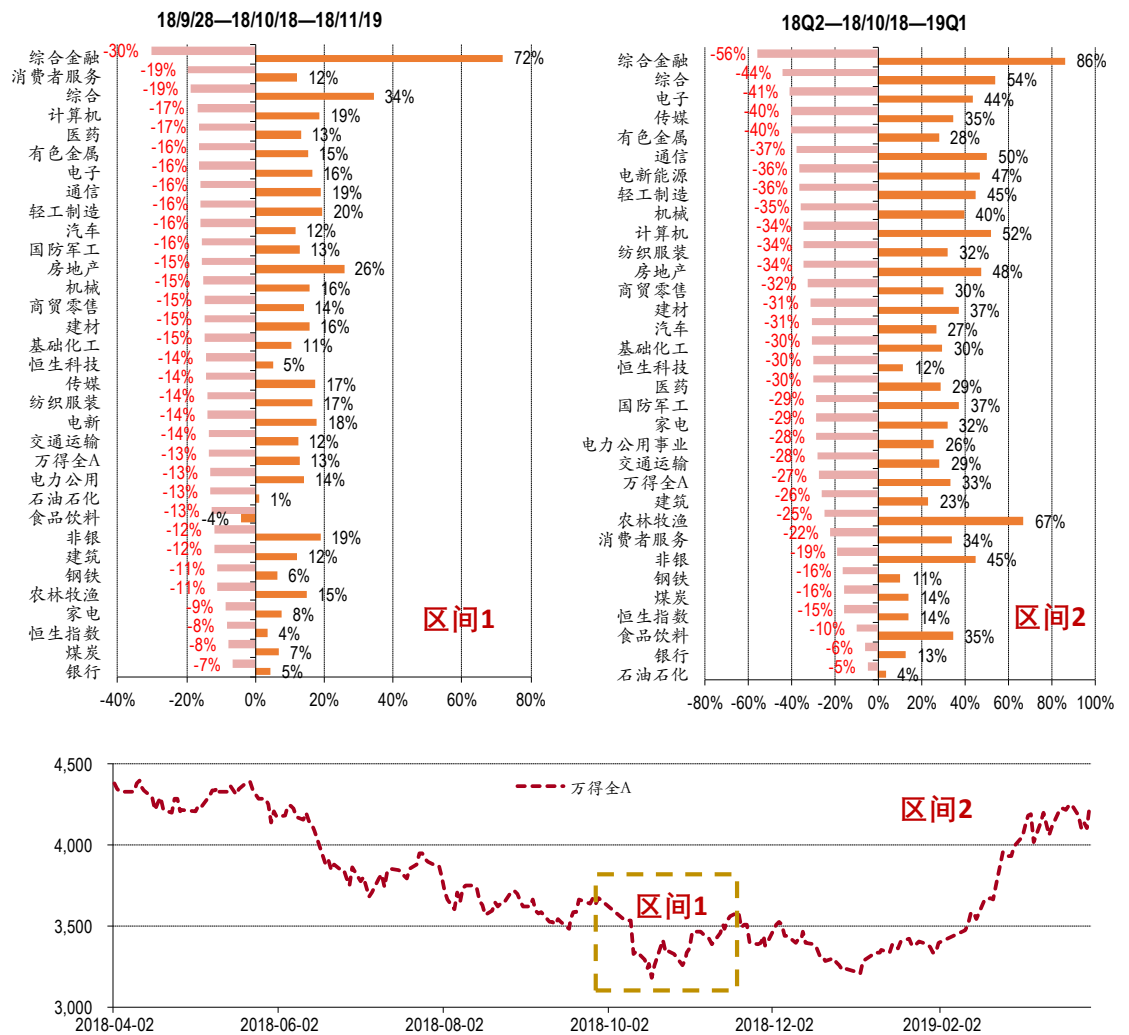 18/9/28—18/10/18—18/11/19
综合金融 -30% 72%
消费者服务 -19% 12%
综合 -19% 34%
计算机 -17% 19%
医药 -17% 13%
有色金属 -16% 15%
电子 -16% 16%
通信 -16% 19%
轻工制造 -16% 20%
汽车 -16% 12%
国防军工 -16% 13%
房地产 -15% 26%
机械 -15% 16%
商贸零售 -15% 14%
建材 -15% 16%
基础化工 -15% 11%
恒生科技 -14% 5%
传媒 -14% 17%
纺织服装 -14% 17%
电新 -14% 18%
交通运输 -14% 12%
万得全A -13% 13%
电力公用 -13% 14%
石油石化 -13% 1%
食品饮料 -13% -4%
非银 -12% 19%
建筑 -12% 12%
钢铁 -11% 6%
农林牧渔 -11% 15%
家电 -9% 8%
恒生指数 -8% 4%
煤炭 -8% 7%
银行 -7% 5%
区间1
-40% -20% 0% 20% 40% 60% 80%
18Q2—18/10/18—19Q1
综合金融 -56% 86%
综合 -44% 54%
电子 -41% 44%
传媒 -40% 35%
有色金属 -40% 28%
通信 -37% 50%
电新能源 -36% 47%
轻工制造 -36% 45%
机械 -35% 40%
计算机 -34% 52%
纺织服装 -34% 32%
房地产 -34% 48%
商贸零售 -32% 30%
建材 -31% 37%
汽车 -31% 27%
基础化工 -30% 30%
恒生科技 -30% 12%
医药 -30% 29%
国防军工 -29% 37%
家电 -29% 32%
电力公用事业 -28% 26%
交通运输 -28% 29%
万得全A -27% 33%
建筑 -26% 23%
农林牧渔 -25% 67%
消费者服务 -22% 34%
非银 -19% 45%
钢铁 -16% 11%
煤炭 -16% 14%
恒生指数 -15% 14%
食品饮料 -10% 35%
银行 -6% 13%
石油石化 -5% 4%
区间2
-80% -60% -40% -20% 0% 20% 40% 60% 80% 100%
4,500
4,000
3,500
3,000
万得全A
区间2
区间1
2018-04-02 2018-06-02 2018-08-02 2018-10-02 2018-12-02 2019-02-02